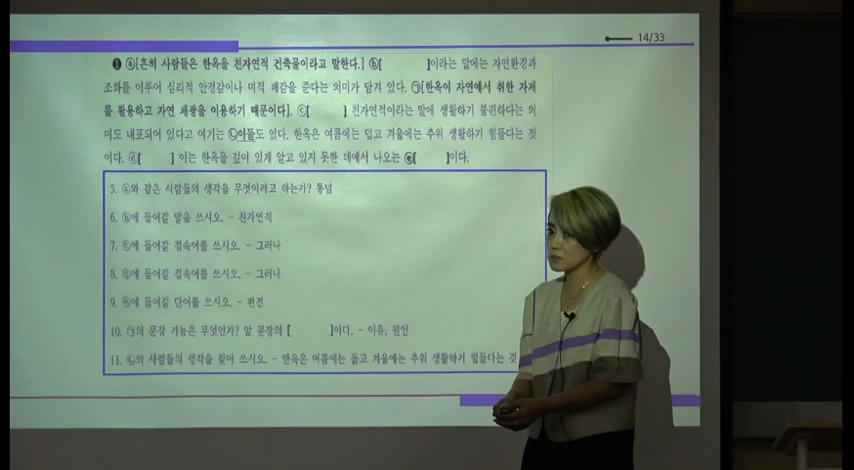 14/33
❶ ⓐ[흔히 사람들은 한옥을 친자연적 건축물이라고 말한다.] ⓑ[ ]이라는 말에는 자연환경과
조화를 이루어 심리적 안정감이나 미적 쾌감을 준다는 의미가 담겨 있다. ㉠[한옥이 자연에서 취한 자재
를 활용하고 자연 채광을 이용하기 때문이다]. ⓒ[ ] 친자연적이라는 말에 생활하기 불편하다는 의
미도 내포되어 있다고 여기는 ㉡이들도 있다. 한옥은 여름에는 덥고 겨울에는 추워 생활하기 힘들다는 것
이다. ⓓ[ ] 이는 한옥을 깊이 있게 알고 있지 못한 데에서 나오는 ⓔ[ ]이다.
5. ⓐ와 같은 사람들의 생각을 무엇이라고 하는가? 통념
6. ⓑ에 들어갈 말을 쓰시오. - 친자연적
7. ⓒ에 들어갈 접속어를 쓰시오. - 그러나
8. ⓓ에 들어갈 접속어를 쓰시오. - 그러나
9. ⓔ에 들어갈 단어를 쓰시오. - 편견
10. ㉠의 문장 기능은 무엇인가? 앞 문장의 [ ]이다. - 이유, 원인
11. ㉡의 사람들의 생각을 찾아 쓰시오. - 한옥은 여름에는 덥고 겨울에는 추워 생활하기 힘들다는 것